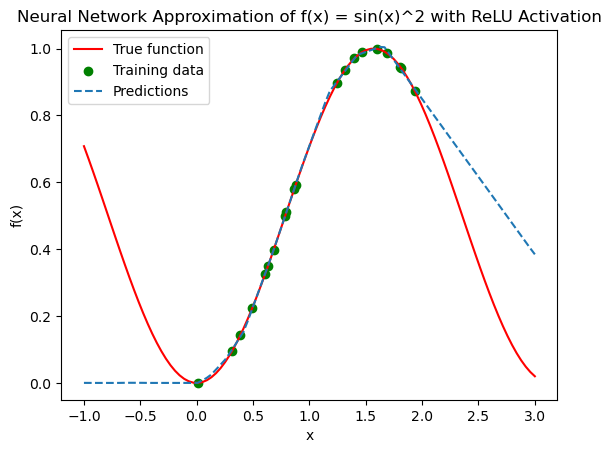 Neural Network Approximation of f(x) = sin(x)^2 with ReLU Activation
True function
Training data
Predictions
f(x)
1.0
0.8
0.6
0.4
0.2
0.0
-1.0 -0.5 0.0 0.5 1.0 1.5 2.0 2.5 3.0
x